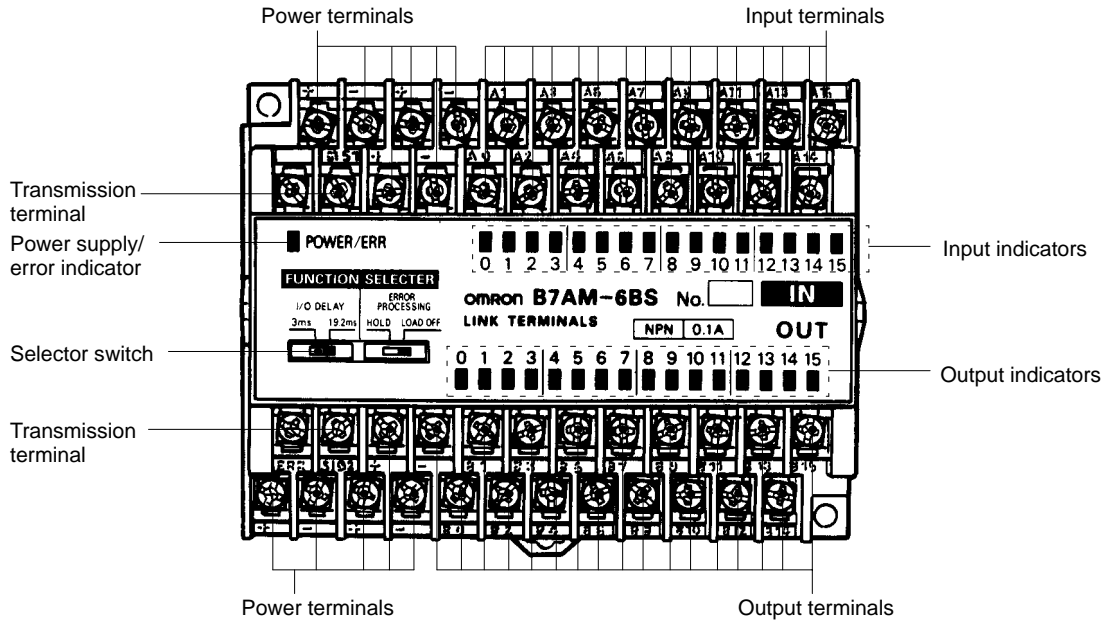 Power terminals
Input terminals
+ − + − A1 A3 A5 A7 A9 A11 A13 A15
SIG1 + − A0 A2 A4 A6 A8 A10 A12 A14
Transmission
terminal
Power supply/
error indicator
POWER/ERR
0 1 2 3 4 5 6 7 8 9 10 11 12 13 14 15
Input indicators
FUNCTION SELECTER
I/O DELAY
3ms 19.2ms
ERROR
PROCESSING
HOLD LOAD OFF
OMRON B7AM-6BS No. IN
LINK TERMINALS
NPN 0.1A OUT
Selector switch
0 1 2 3 4 5 6 7 8 9 10 11 12 13 14 15
Output indicators
Transmission
terminal
ERR SIG2 + − B1 B3 B5 B7 B9 B11 B13 B15
+ − + − B0 B2 B4 B6 B8 B10 B12 B14
Power terminals
Output terminals